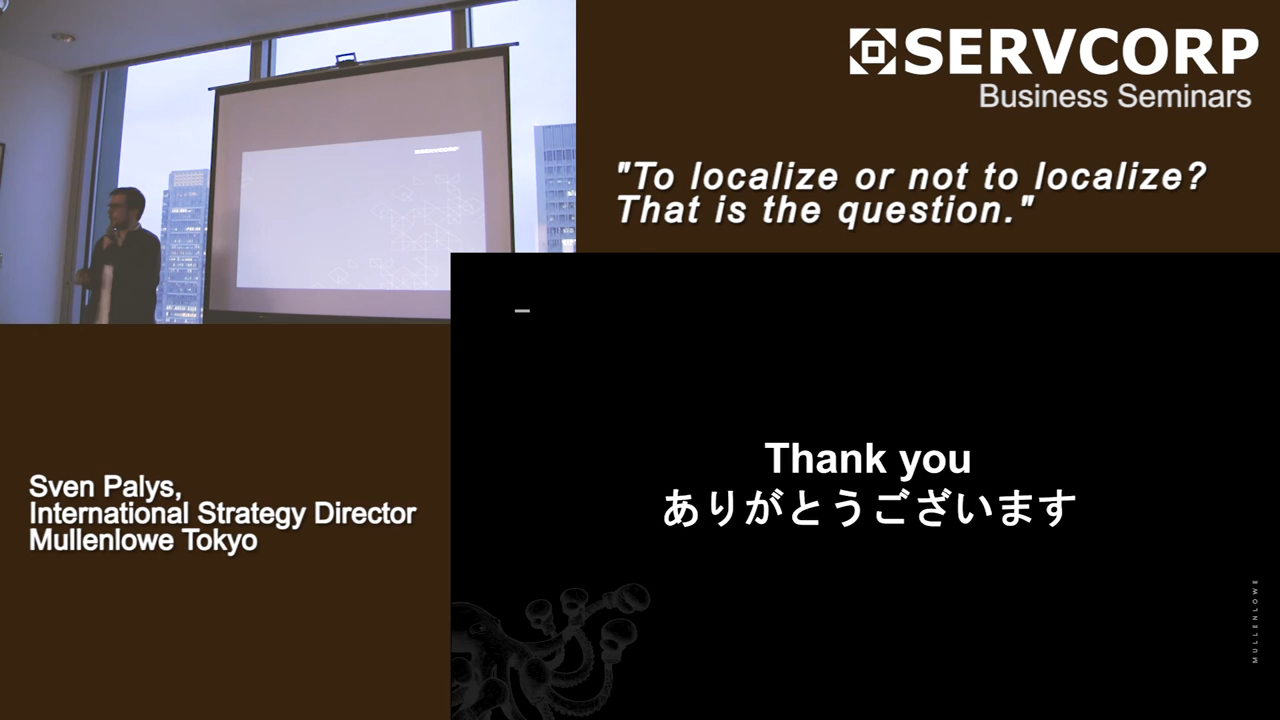 SERVCORP
SERVCORP
Business Seminars
"To localize or not to localize?
That is the question."
Thank you
ありがとうございます
Sven Palys,
International Strategy Director
Mullenlowe Tokyo
MULLENLOWE